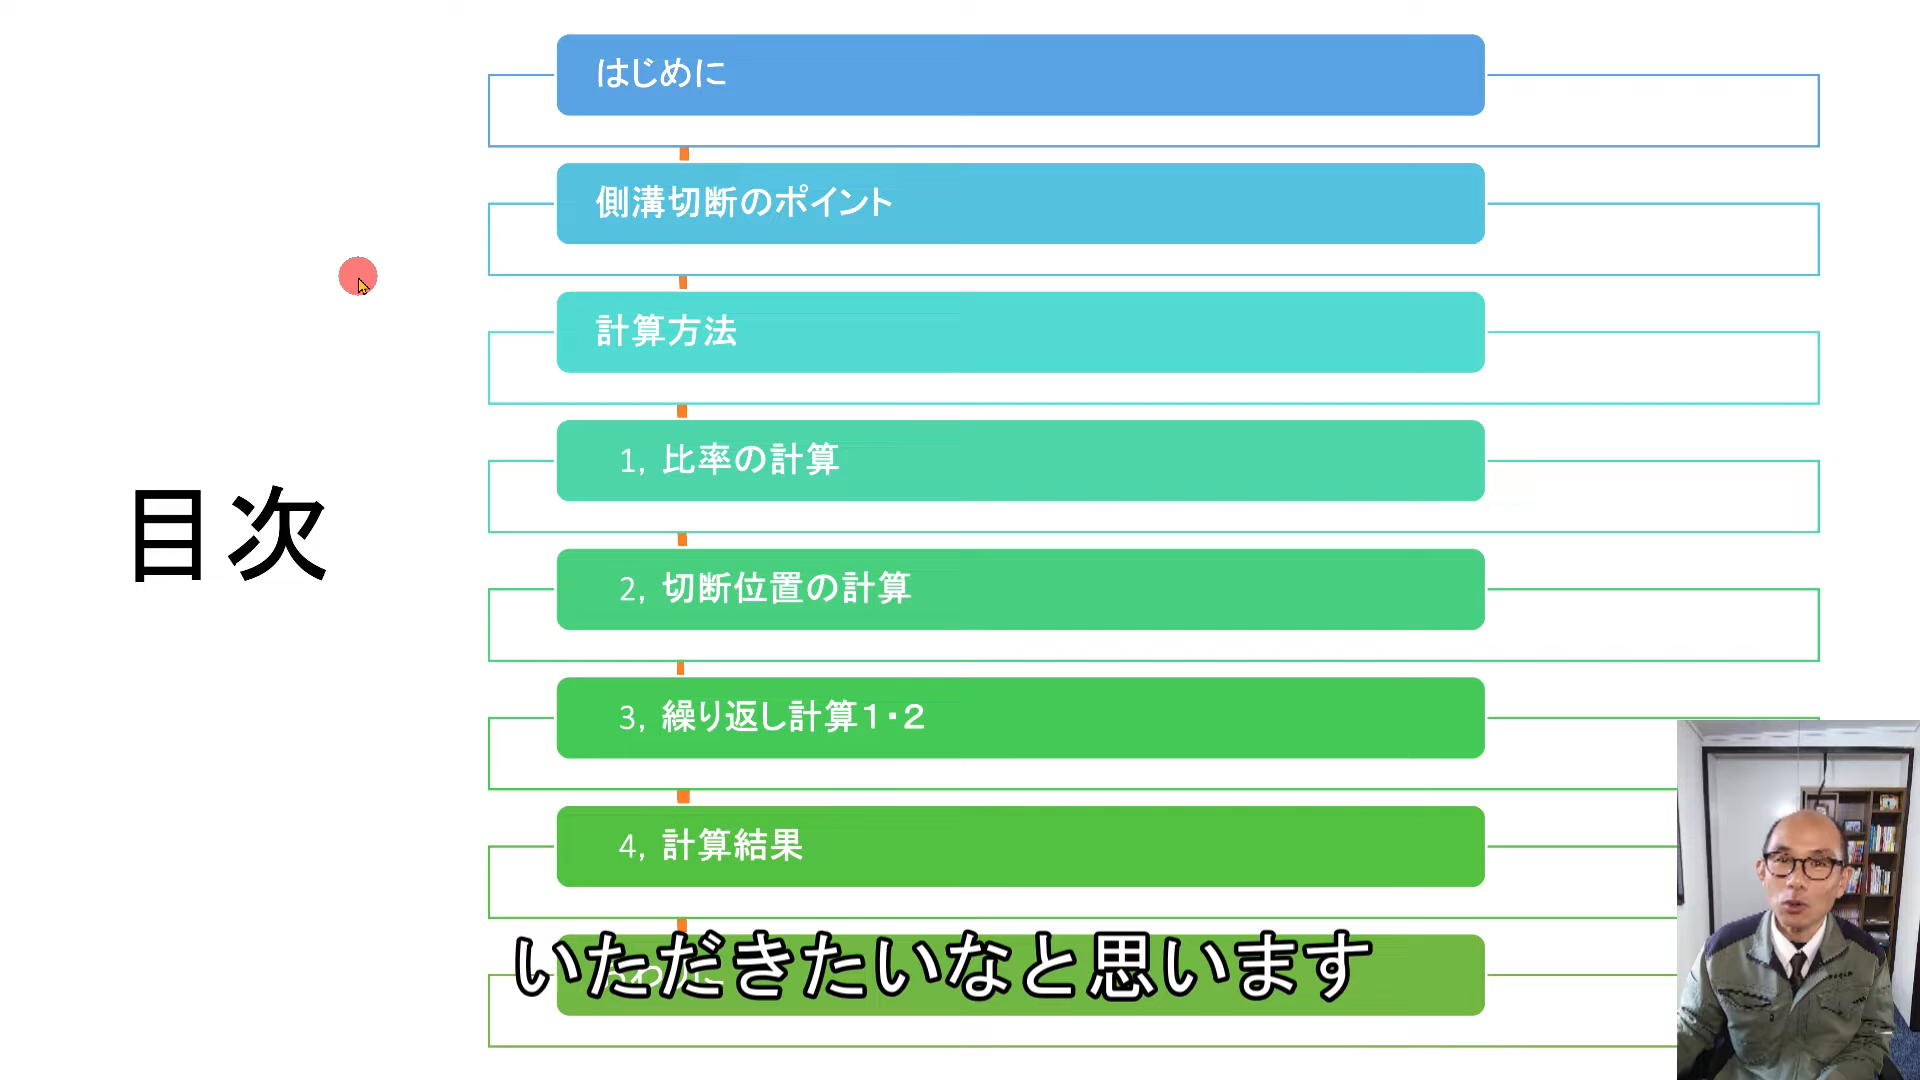 目次
はじめに
側溝切断のポイント
計算方法
1, 比率の計算
2, 切断位置の計算
3, 繰り返し計算１・２
4, 計算結果
いただきたいなと思います